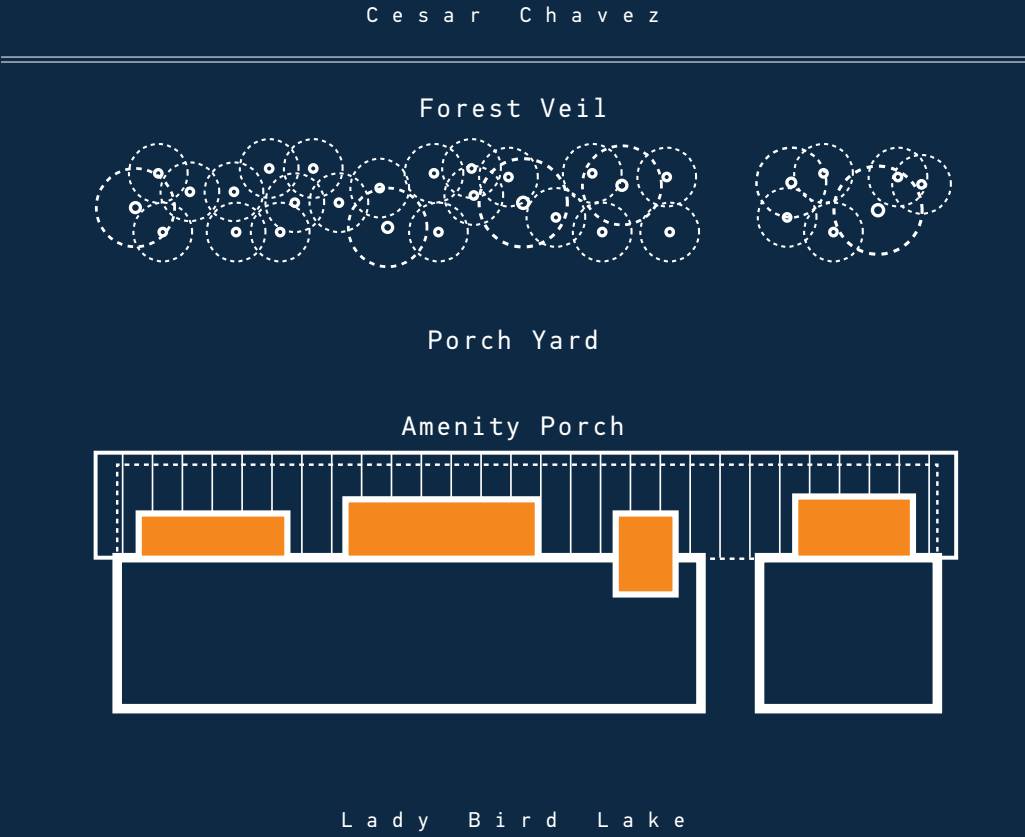 Cesar Chavez
Forest Veil
Porch Yard
Amenity Porch
Lady Bird Lake